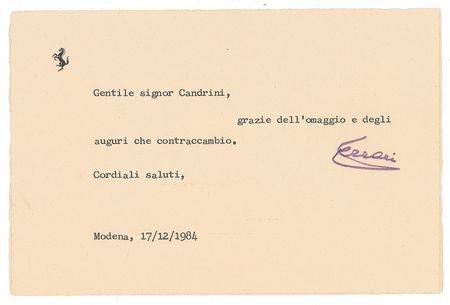 Gentile signor Candrini,
grazie dell'omaggio e degli
auguri che contraccambio.
Ferrari
Cordiali saluti,
Modena, 17/12/1984